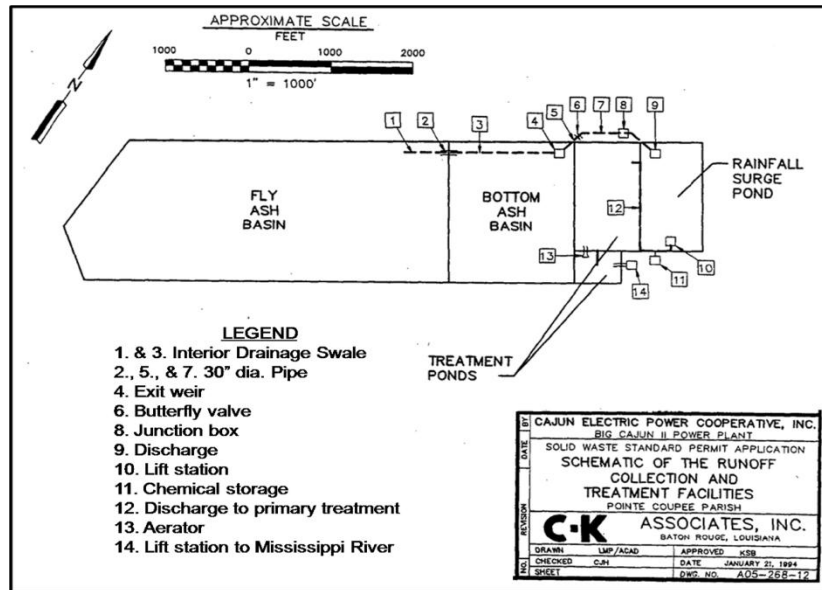 APPROXIMATE SCALE
FEET
1000 0 1000 2000
1" = 1000'
N
1
2
3
4
5
6
7
8
9
RAINFALL
SURGE
POND
FLY
ASH
BASIN
BOTTOM
ASH
BASIN
12
13
14
11
10
TREATMENT
PONDS
LEGEND
1. & 3. Interior Drainage Swale
2., 5., & 7. 30" dia. Pipe
4. Exit weir
6. Butterfly valve
8. Junction box
9. Discharge
10. Lift station
11. Chemical storage
12. Discharge to primary treatment
13. Aerator
14. Lift station to Mississippi River
BY
DATE
REVISION
NO.
CAJUN ELECTRIC POWER COOPERATIVE, INC.
BIG CAJUN II POWER PLANT
SOLID WASTE STANDARD PERMIT APPLICATION
SCHEMATIC OF THE RUNOFF
COLLECTION AND
TREATMENT FACILITIES
POINTE COUPEE PARISH
C-K ASSOCIATES, INC.
BATON ROUGE, LOUISIANA
DRAWN LMP/ACAD APPROVED KSB
CHECKED CJH DATE JANUARY 21, 1994
SHEET DWG. NO. A05-268-12